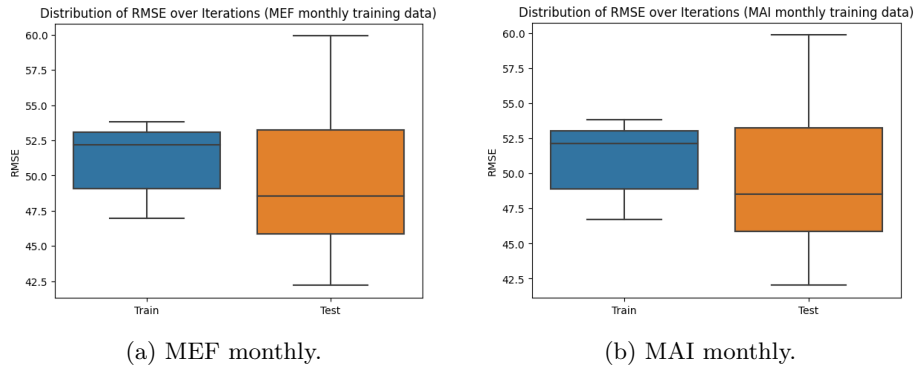 Distribution of RMSE over Iterations (MEF monthly training data)
60.0
57.5
55.0
52.5
50.0
47.5
45.0
42.5
RMSE
Train
Test
(a) MEF monthly.
Distribution of RMSE over Iterations (MAI monthly training data)
60.0
57.5
55.0
52.5
50.0
47.5
45.0
42.5
RMSE
Train
Test
(b) MAI monthly.